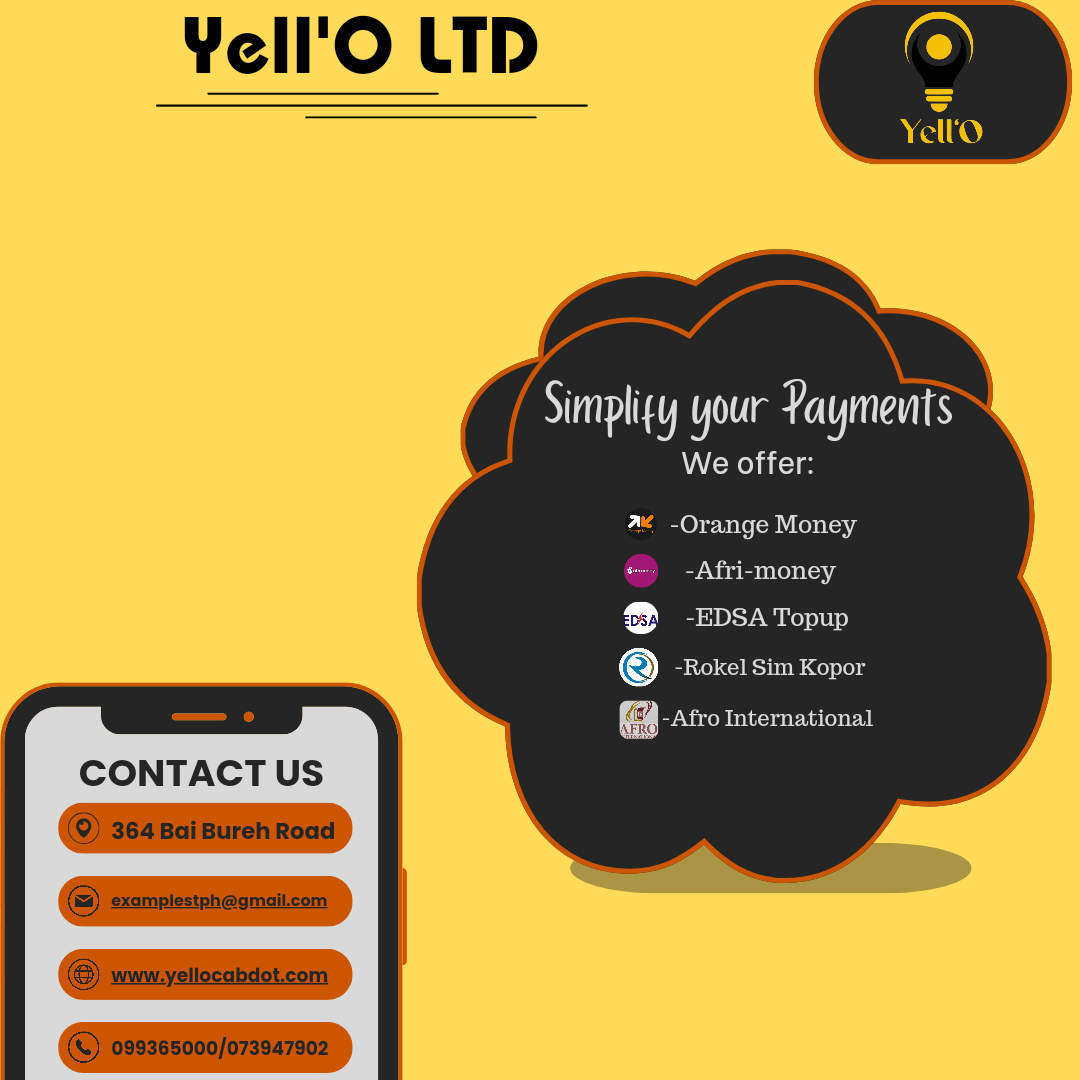 Yell'O LTD
Yell'O
Simplify your Payments
We offer:
-Orange Money
-Afri-money
EDSA
-EDSA Topup
-Rokel Sim Kopor
AFRO
-Afro International
CONTACT US
364 Bai Bureh Road
examplestph@gmail.com
www.yellocabdot.com
099365000/073947902